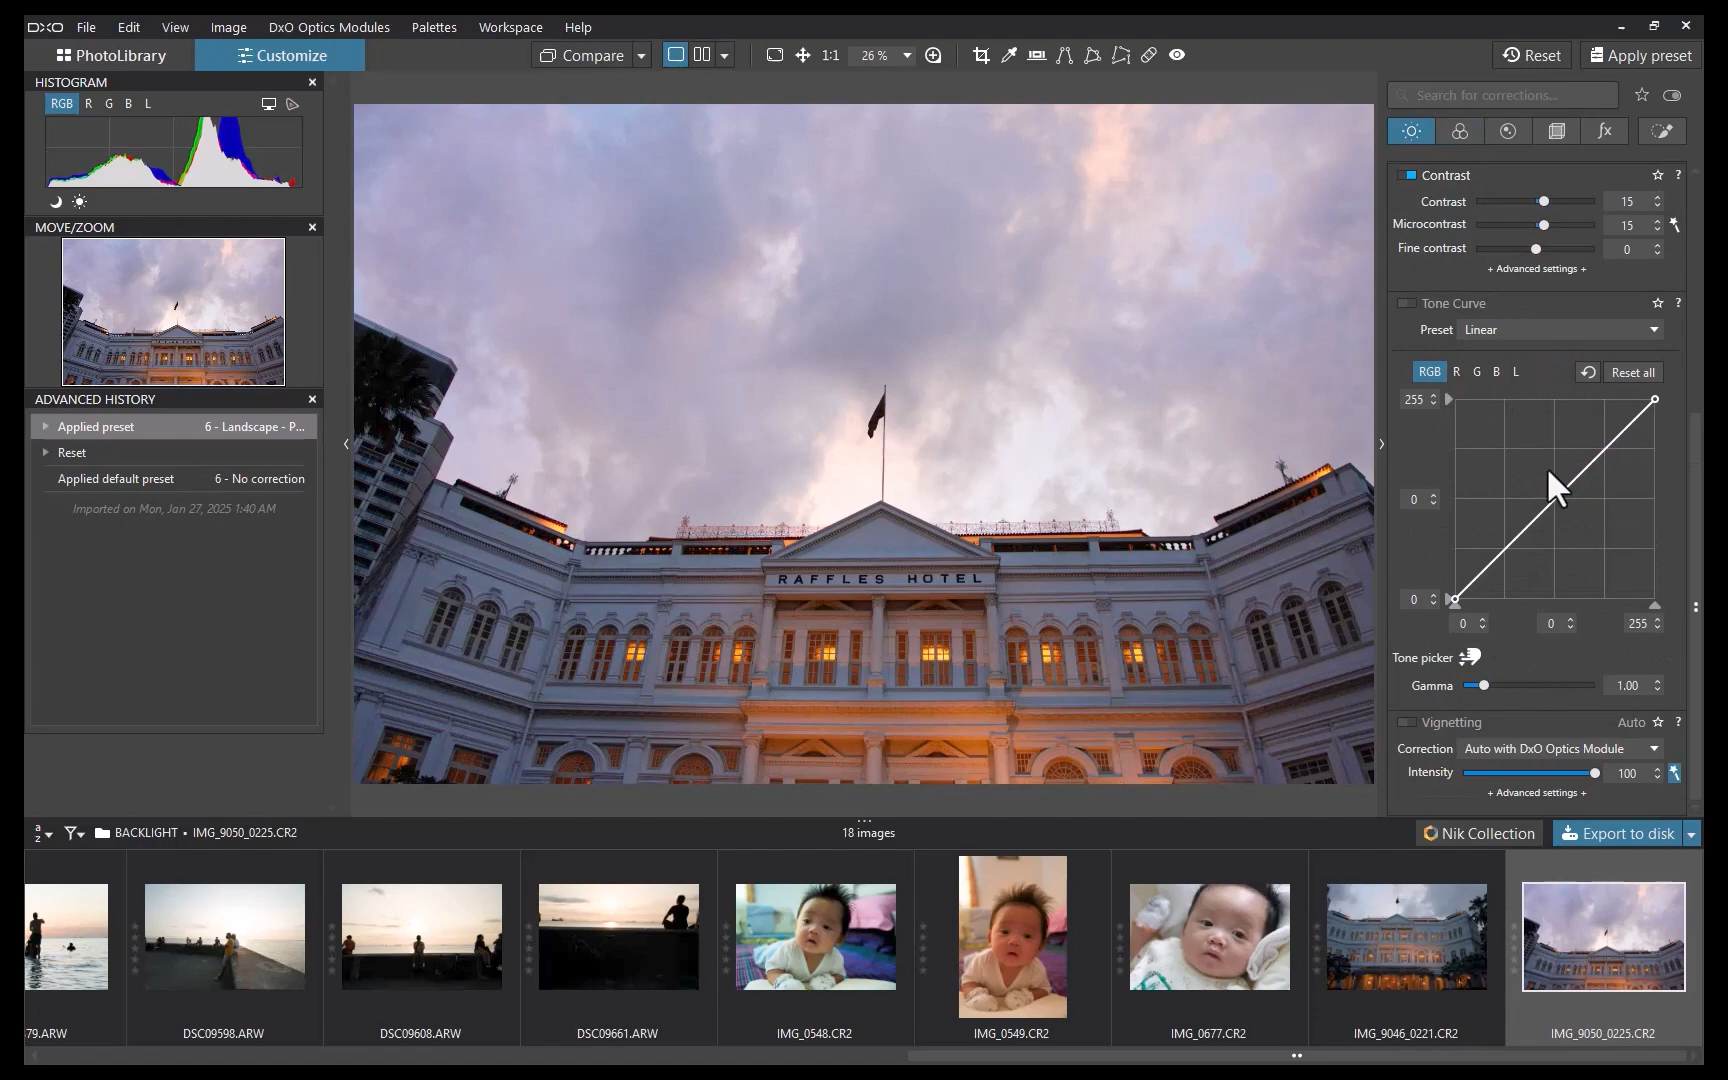 DXO File Edit View Image DxO Optics Modules Palettes Workspace Help
PhotoLibrary Customize Compare 1:1 26 % Reset Apply preset
HISTOGRAM
RGB R G B L
MOVE/ZOOM
ADVANCED HISTORY
Applied preset 6 - Landscape - P...
Reset
Applied default preset 6 - No correction
Imported on Mon, Jan 27, 2025 1:40 AM
RAFFLES HOTEL
Search for corrections...
fx
Contrast ?
Contrast 15
Microcontrast 15
Fine contrast 0
+ Advanced settings +
Tone Curve ?
Preset Linear
RGB R G B L Reset all
255
0
0
0 0 255
Tone picker
Gamma 1.00
Vignetting Auto ?
Correction Auto with DxO Optics Module
Intensity 100
+ Advanced settings +
a
z
BACKLIGHT • IMG_9050_0225.CR2 18 images Nik Collection Export to disk
79.ARW DSC09598.ARW DSC09608.ARW DSC09661.ARW IMG_0548.CR2 IMG_0549.CR2 IMG_0677.CR2 IMG_9046_0221.CR2 IMG_9050_0225.CR2